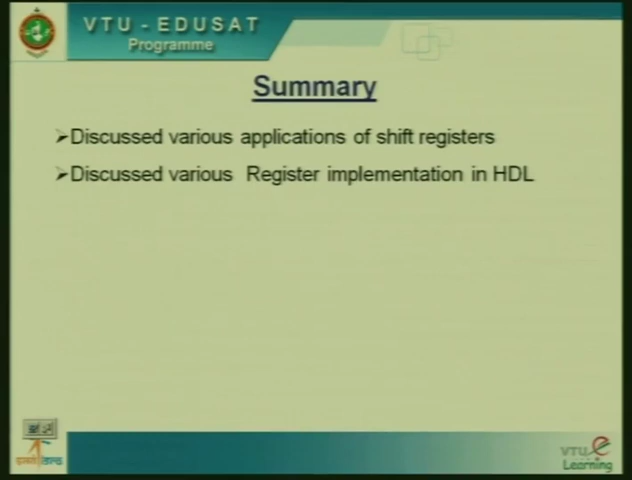 VTU - EDUSAT
Programme
Summary
➢Discussed various applications of shift registers
➢Discussed various Register implementation in HDL
VTU e
Learning